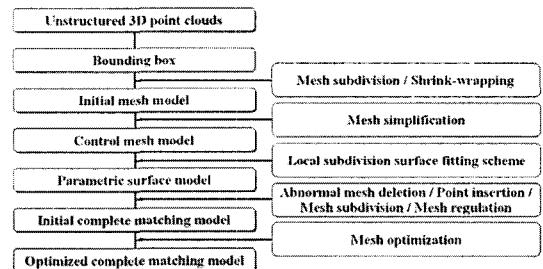 Unstructured 3D point clouds
Bounding box
Mesh subdivision / Shrink-wrapping
Initial mesh model
Mesh simplification
Control mesh model
Local subdivision surface fitting scheme
Parametric surface model
Abnormal mesh deletion / Point insertion /
Mesh subdivision / Mesh regulation
Initial complete matching model
Mesh optimization
Optimized complete matching model